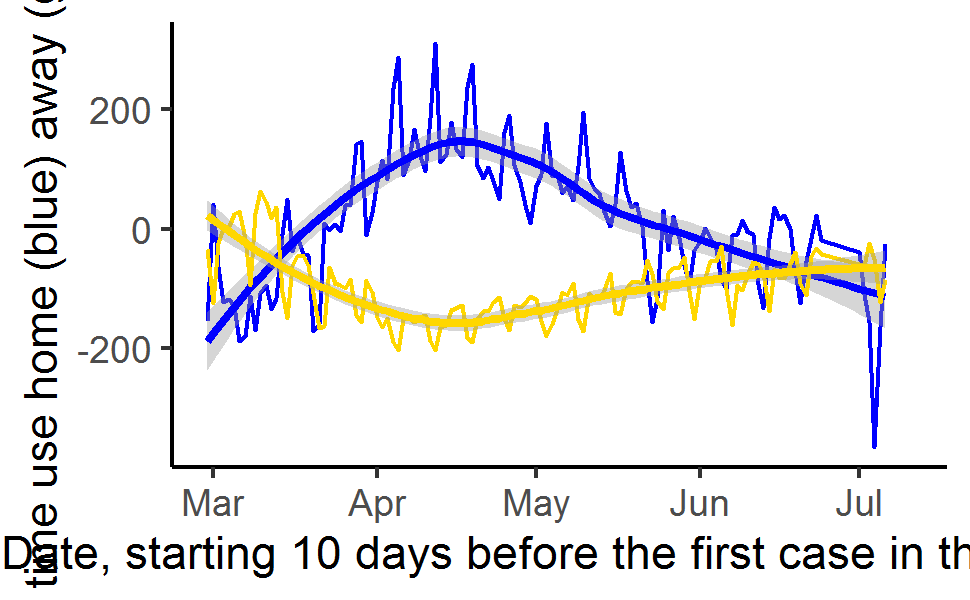 time use home (blue) away (
200
0
-200
Mar Apr May Jun Jul
Date, starting 10 days before the first case in th